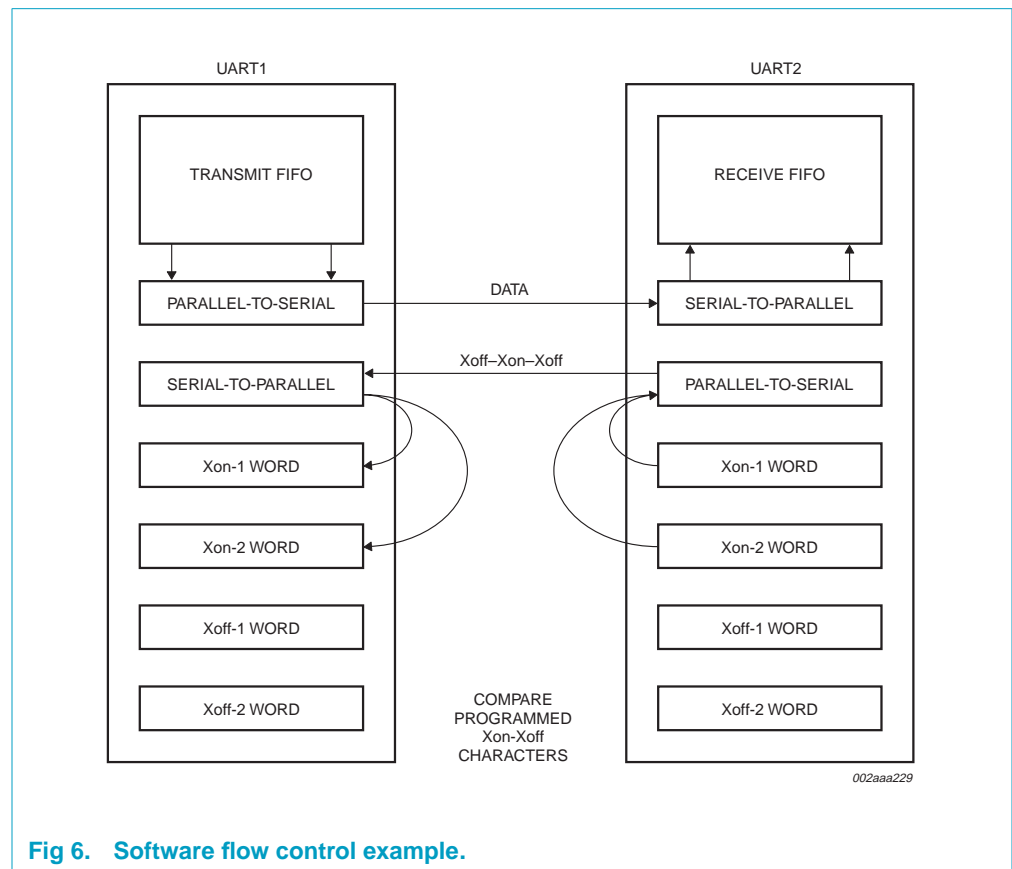 UART1
UART2
TRANSMIT FIFO
RECEIVE FIFO
PARALLEL-TO-SERIAL
DATA
SERIAL-TO-PARALLEL
Xoff–Xon–Xoff
SERIAL-TO-PARALLEL
PARALLEL-TO-SERIAL
Xon-1 WORD
Xon-1 WORD
Xon-2 WORD
Xon-2 WORD
Xoff-1 WORD
Xoff-1 WORD
Xoff-2 WORD
Xoff-2 WORD
COMPARE
PROGRAMMED
Xon-Xoff
CHARACTERS
002aaa229
Fig 6. Software flow control example.